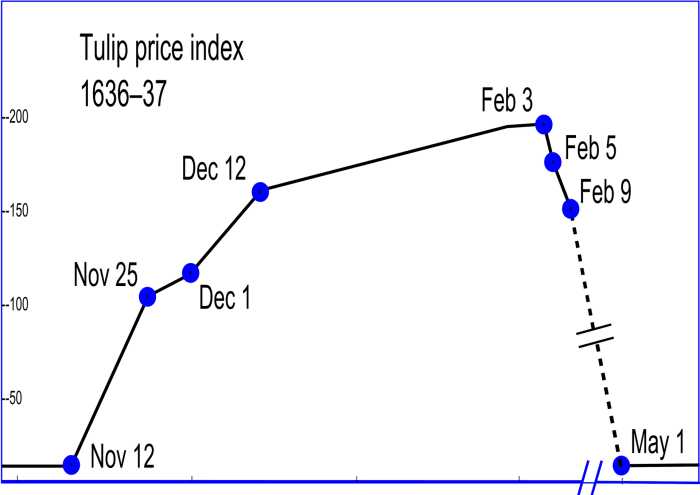 Tulip price index
1636–37
Feb 3
200
Feb 5
Dec 12
Feb 9
150
Nov 25
Dec 1
100
50
May 1
Nov 12